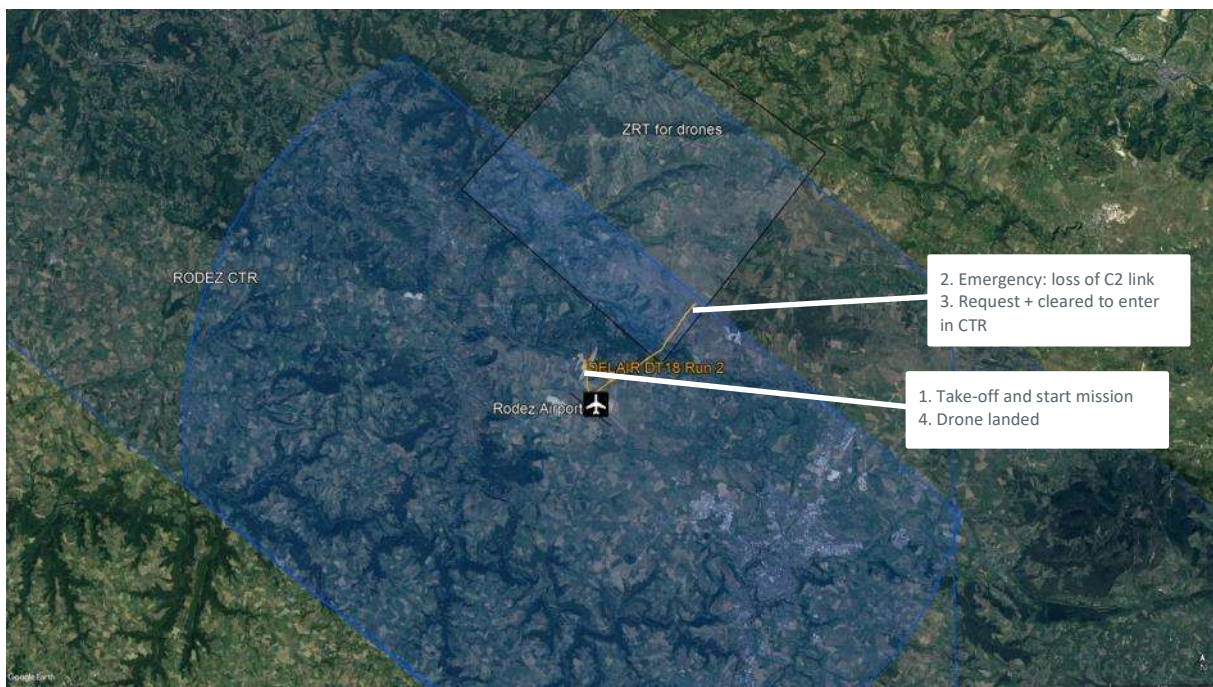 ZRT for drones
RODEZ CTR
2. Emergency: loss of C2 link
3. Request + cleared to enter
in CTR
DELAIR DT18 Run 2
1. Take-off and start mission
4. Drone landed
Rodez Airport
Google Earth